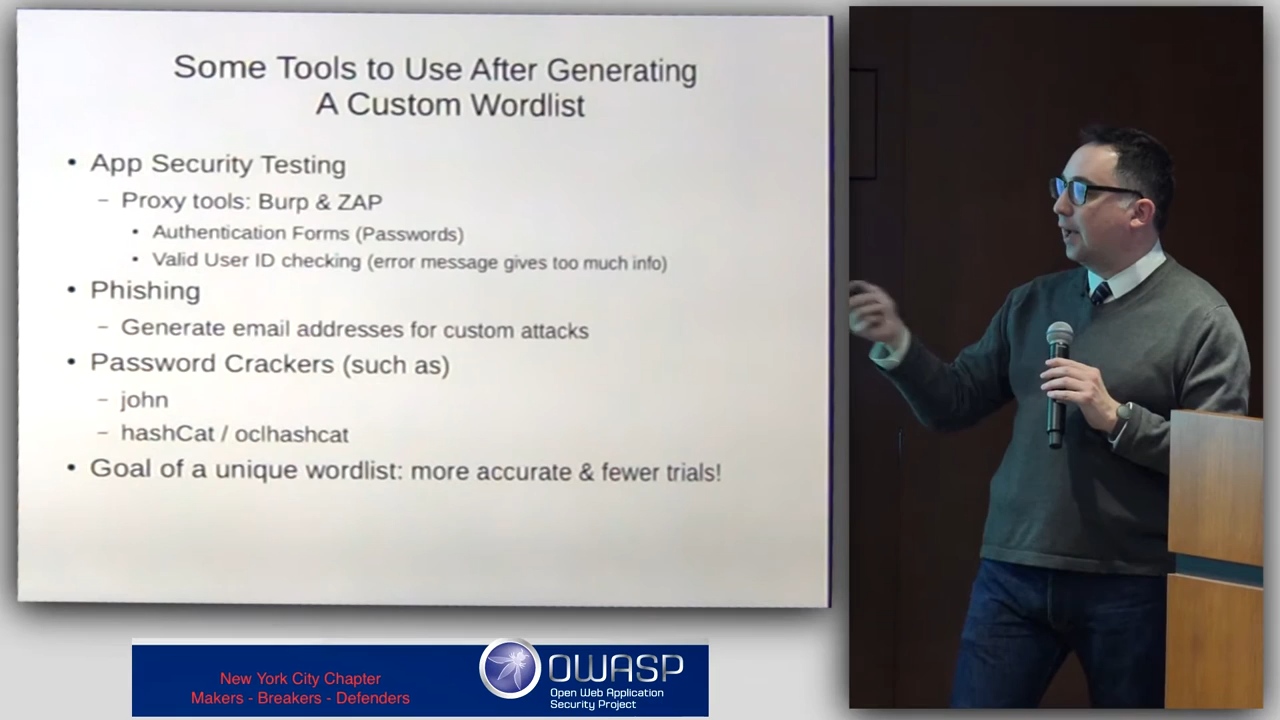 Some Tools to Use After Generating
A Custom Wordlist
• App Security Testing
– Proxy tools: Burp & ZAP
• Authentication Forms (Passwords)
• Valid User ID checking (error message gives too much info)
• Phishing
– Generate email addresses for custom attacks
• Password Crackers (such as)
– john
– hashCat / oclhashcat
• Goal of a unique wordlist: more accurate & fewer trials!
New York City Chapter
Makers - Breakers - Defenders
OWASP
Open Web Application
Security Project